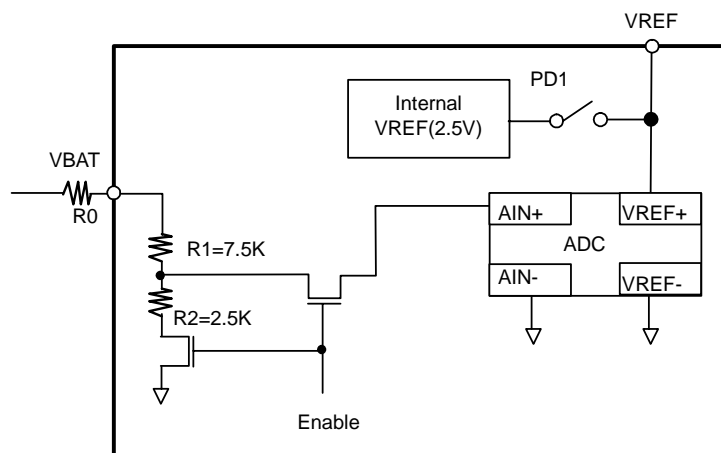 VREF
PD1
Internal
VREF(2.5V)
VBAT
R0
R1=7.5K
R2=2.5K
AIN+
VREF+
ADC
AIN-
VREF-
Enable